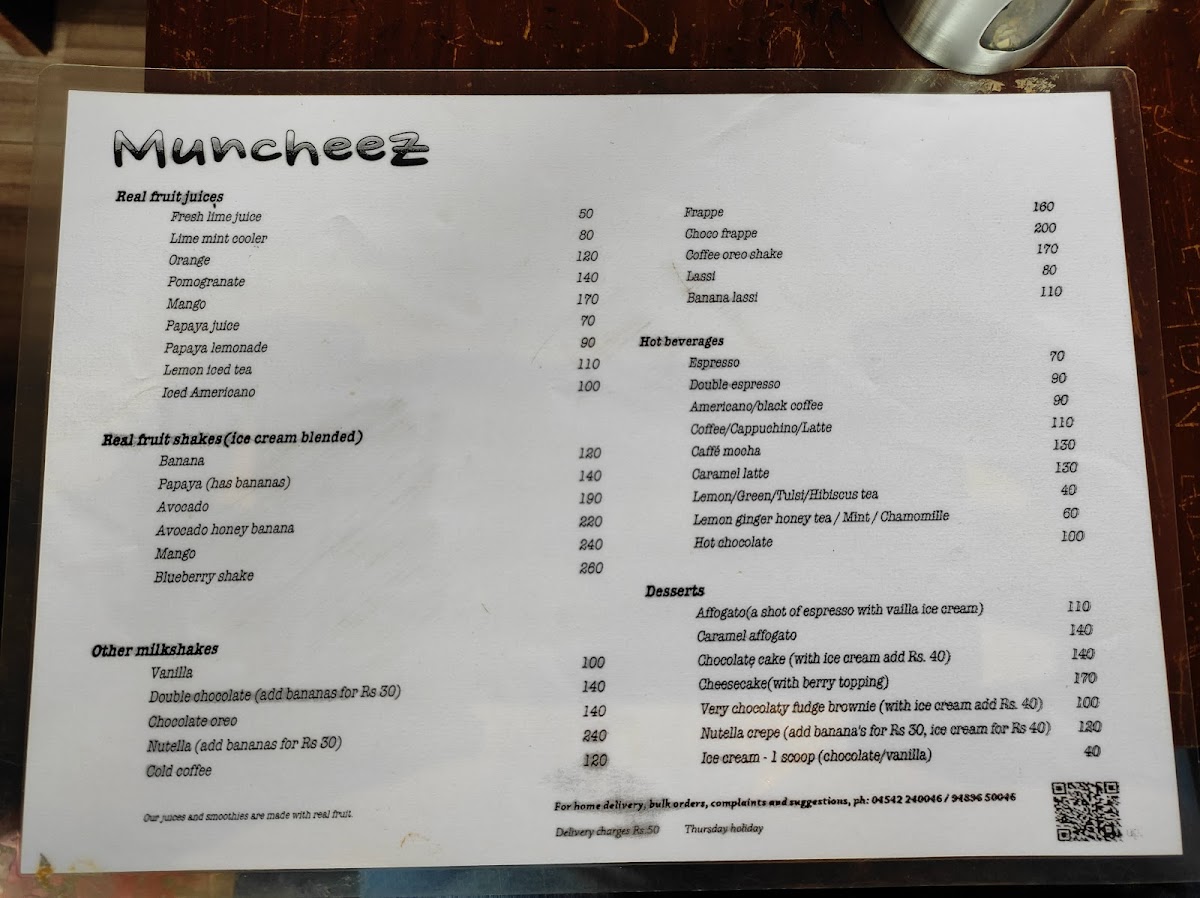 Muncheez
Real fruit juices
Fresh lime juice 50
Lime mint cooler 80
Orange 120
Pomogranate 140
Mango 170
Papaya juice 70
Papaya lemonade 90
Lemon iced tea 110
Iced Americano 100
Real fruit shakes(ice cream blended)
Banana 120
Papaya (has bananas) 140
Avocado 190
Avocado honey banana 220
Mango 240
Blueberry shake 260
Other milkshakes
Vanilla 100
Double chocolate (add bananas for Rs 30) 140
Chocolate oreo 140
Nutella (add bananas for Rs 30) 240
Cold coffee 120
Our juices and smoothies are made with real fruit.
Frappe 160
Choco frappe 200
Coffee oreo shake 170
Lassi 80
Banana lassi 110
Hot beverages
Espresso 70
Double espresso 90
Americano/black coffee 90
Coffee/Cappuchino/Latte 110
Caffé mocha 130
Caramel latte 130
Lemon/Green/Tulsi/Hibiscus tea 40
Lemon ginger honey tea / Mint / Chamomille 60
Hot chocolate 100
Desserts
Affogato(a shot of espresso with vailla ice cream) 110
Caramel affogato 140
Chocolate cake (with ice cream add Rs. 40) 140
Cheesecake(with berry topping) 170
Very chocolaty fudge brownie (with ice cream add Rs. 40) 100
Nutella crepe (add banana's for Rs 30, ice cream for Rs 40) 120
Ice cream - 1 scoop (chocolate/vanilla) 40
For home delivery, bulk orders, complaints and suggestions, ph: 04542 240046 / 94896 50046
Delivery charges Rs.50 Thursday holiday